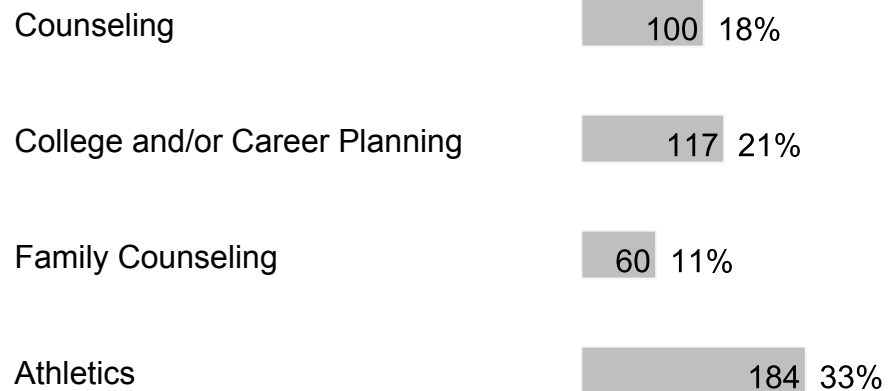 Counseling 100 18%
College and/or Career Planning 117 21%
Family Counseling 60 11%
Athletics 184 33%